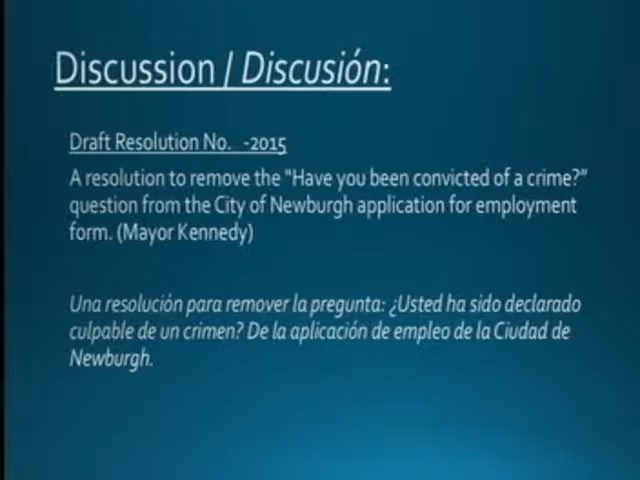 Discussion / Discusión:
Draft Resolution No. -2015
A resolution to remove the "Have you been convicted of a crime?"
question from the City of Newburgh application for employment
form. (Mayor Kennedy)
Una resolución para remover la pregunta: ¿Usted ha sido declarado
culpable de un crimen? De la aplicación de empleo de la Ciudad de
Newburgh.